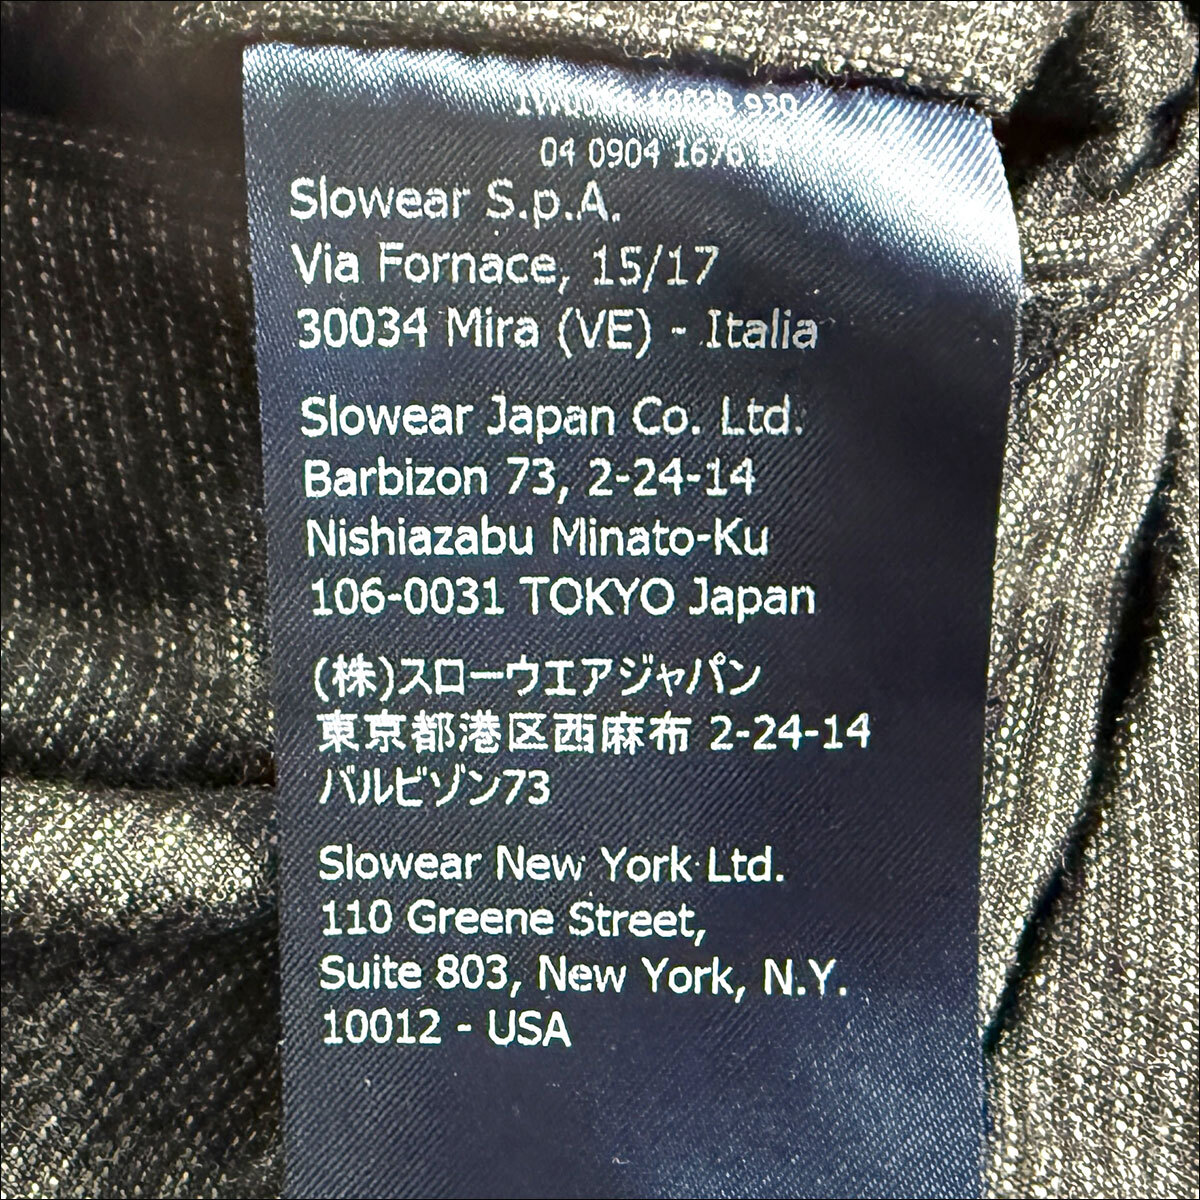 930
04 0904
Slowear S.p.A.
Via Fornace, 15/17
30034 Mira (VE) - Italia
Slowear Japan Co. Ltd.
Barbizon 73, 2-24-14
Nishiazabu Minato-Ku
106-0031 TOKYO Japan
(株)スローウエアジャパン
東京都港区西麻布 2-24-14
バルビゾン73
Slowear New York Ltd.
110 Greene Street,
Suite 803, New York, N.Y.
10012 - USA